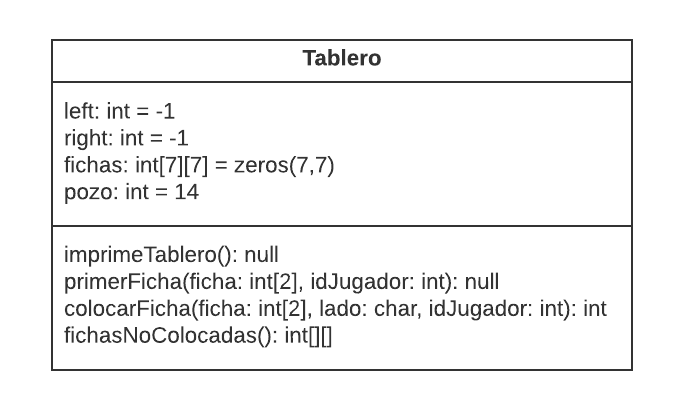 Tablero
left: int = -1
right: int = -1
fichas: int[7][7] = zeros(7,7)
pozo: int = 14
imprimeTablero(): null
primerFicha(ficha: int[2], idJugador: int): null
colocarFicha(ficha: int[2], lado: char, idJugador: int): int
fichasNoColocadas(): int[][]